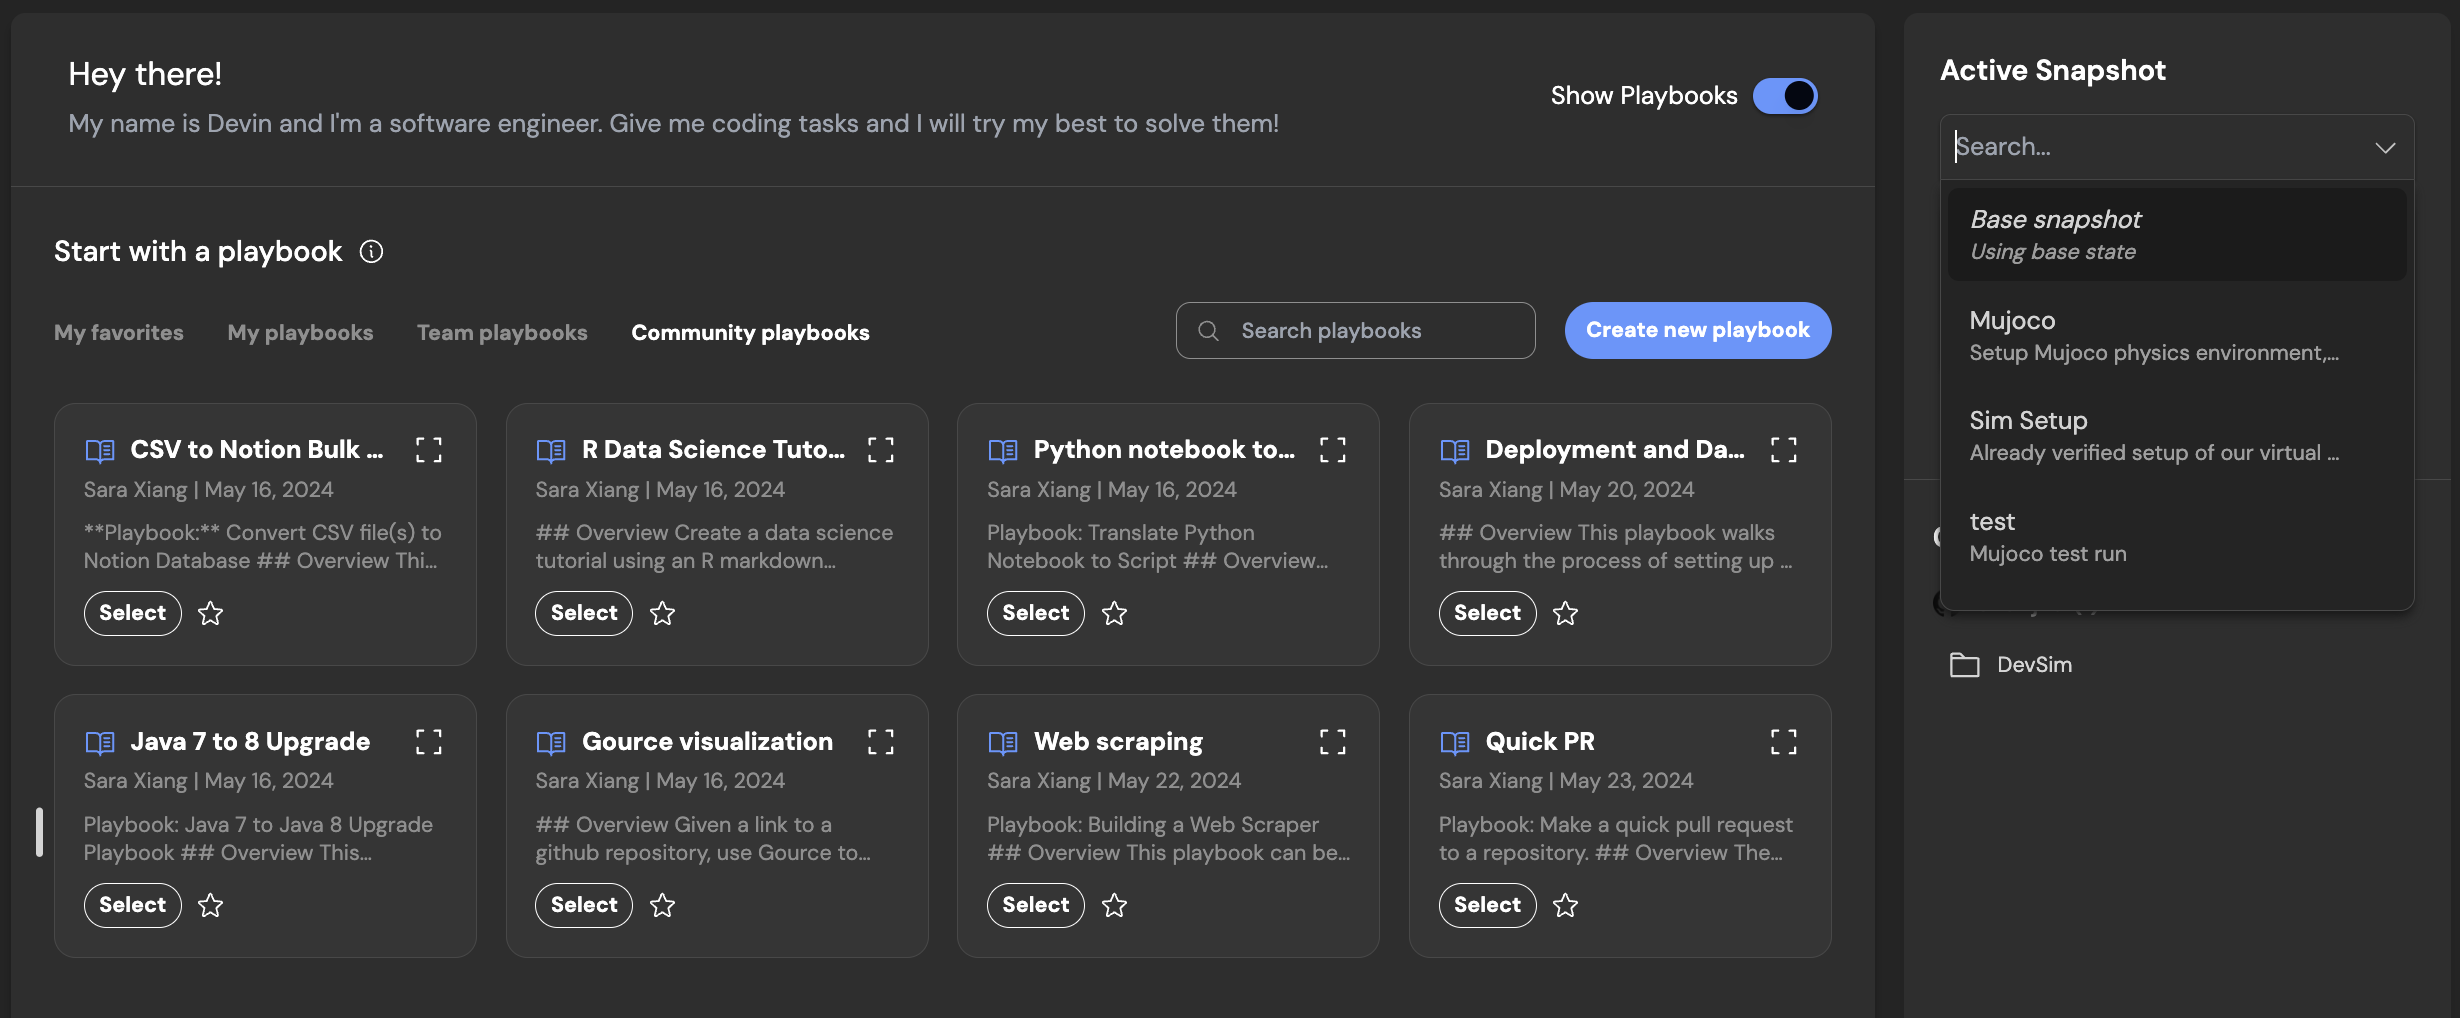 Hey there!
My name is Devin and I'm a software engineer. Give me coding tasks and I will try my best to solve them!
Show Playbooks
Start with a playbook
My favorites
My playbooks
Team playbooks
Community playbooks
Search playbooks
Create new playbook
CSV to Notion Bulk ...
Sara Xiang | May 16, 2024
**Playbook:** Convert CSV file(s) to
Notion Database ## Overview Thi...
Select
R Data Science Tuto...
Sara Xiang | May 16, 2024
## Overview Create a data science
tutorial using an R markdown...
Select
Python notebook to...
Sara Xiang | May 16, 2024
Playbook: Translate Python
Notebook to Script ## Overview...
Select
Deployment and Da...
Sara Xiang | May 20, 2024
## Overview This playbook walks
through the process of setting up ...
Select
Java 7 to 8 Upgrade
Sara Xiang | May 16, 2024
Playbook: Java 7 to Java 8 Upgrade
Playbook ## Overview This...
Select
Gource visualization
Sara Xiang | May 16, 2024
## Overview Given a link to a
github repository, use Gource to...
Select
Web scraping
Sara Xiang | May 22, 2024
Playbook: Building a Web Scraper
## Overview This playbook can be...
Select
Quick PR
Sara Xiang | May 23, 2024
Playbook: Make a quick pull request
to a repository. ## Overview The...
Select
Active Snapshot
Search...
Base snapshot
Using base state
Mujoco
Setup Mujoco physics environment,...
Sim Setup
Already verified setup of our virtual ...
test
Mujoco test run
DevSim